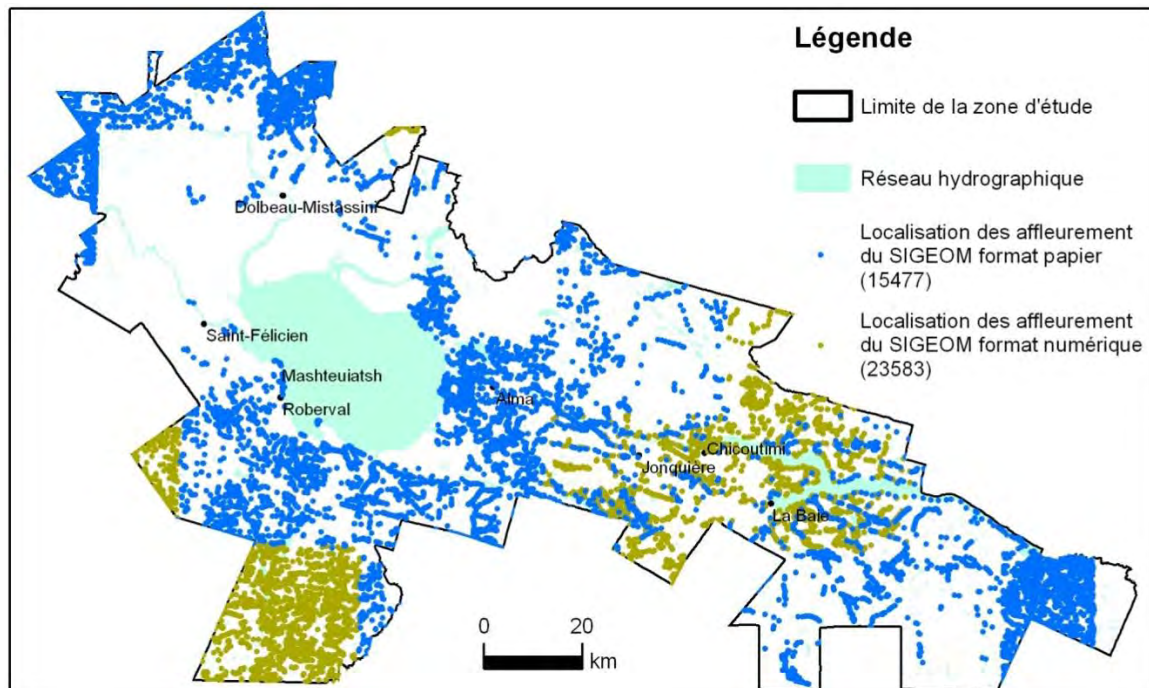 Légende
Limite de la zone d'étude
Réseau hydrographique
Localisation des affleurement
du SIGEOM format papier
(15477)
Localisation des affleurement
du SIGEOM format numérique
(23583)
Dolbeau-Mistassini
Saint-Félicien
Mashteuiatsh
Roberval
Alma
Chicoutimi
Jonquière
La Baie
0 20
km